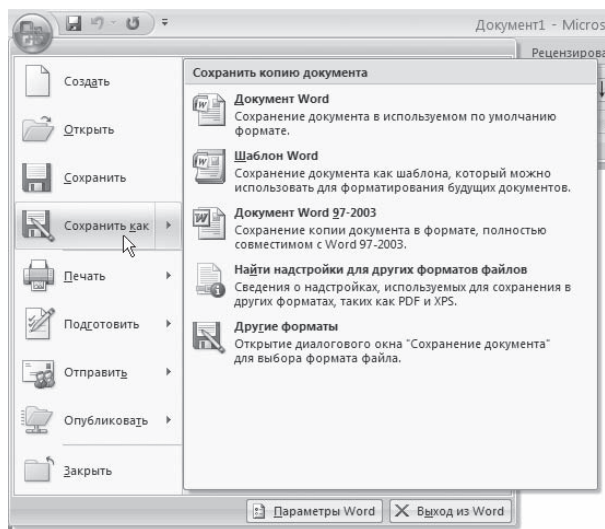 Документ1 - Micros
Рецензирова
Создать
Открыть
Сохранить
Сохранить как
Печать
Подготовить
Отправить
Опубликовать
Закрыть
Сохранить копию документа
Документ Word
Сохранение документа в используемом по умолчанию
формате.
Шаблон Word
Сохранение документа как шаблона, который можно
использовать для форматирования будущих документов.
Документ Word 97-2003
Сохранение копии документа в формате, полностью
совместимом с Word 97-2003.
Найти надстройки для других форматов файлов
Сведения о надстройках, используемых для сохранения в
других форматах, таких как PDF и XPS.
Другие форматы
Открытие диалогового окна "Сохранение документа"
для выбора формата файла.
Параметры Word
Выход из Word